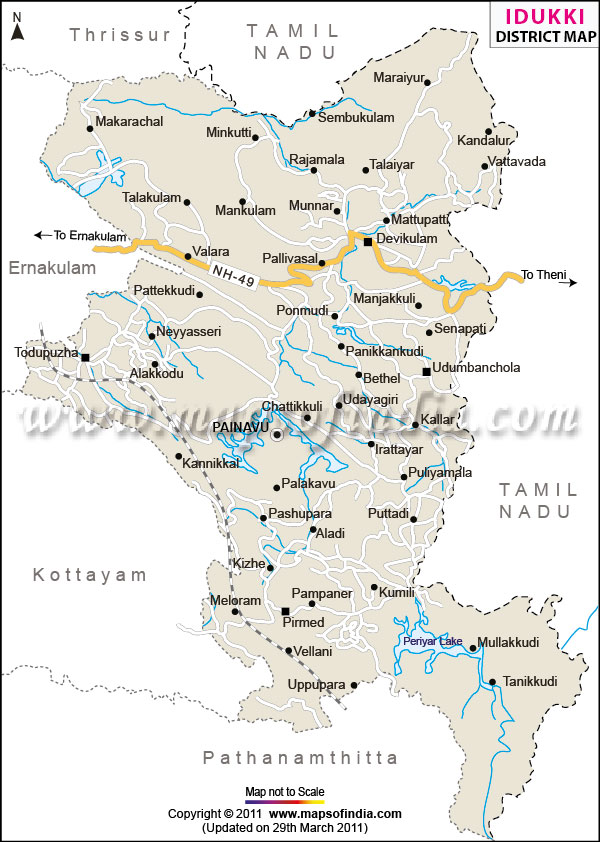 IDUKKI
DISTRICT MAP
N
Thrissur
TAMIL
NADU
Maraiyur
Makarachal
Sembukulam
Minkutti
Kandalur
Rajamala
Talaiyar
Vattavada
Talakulam
Mankulam
Munnar
Mattupatti
To Ernakulam
Devikulam
Valara
Pallivasal
Ernakulam
NH-49
To Theni
Pattekkudi
Manjakkuli
Ponmudi
Neyyasseri
Senapati
Todupuzha
Panikkankudi
Alakkodu
Udumbanchola
Bethel
Chattikkuli
Udayagiri
www.mapsofindia.com
PAINAVU
Kallar
Irattayar
Kannikkal
Puliyamala
Palakavu
TAMIL
NADU
Pashupara
Puttadi
Aladi
Kizhe
Kottayam
Pampaner
Kumili
Meloram
Pirmed
Periyar Lake
Mullakkudi
Vellani
Tanikkudi
Uppupara
Pathanamthitta
Map not to Scale
Copyright © 2011 www.mapsofindia.com
(Updated on 29th March 2011)